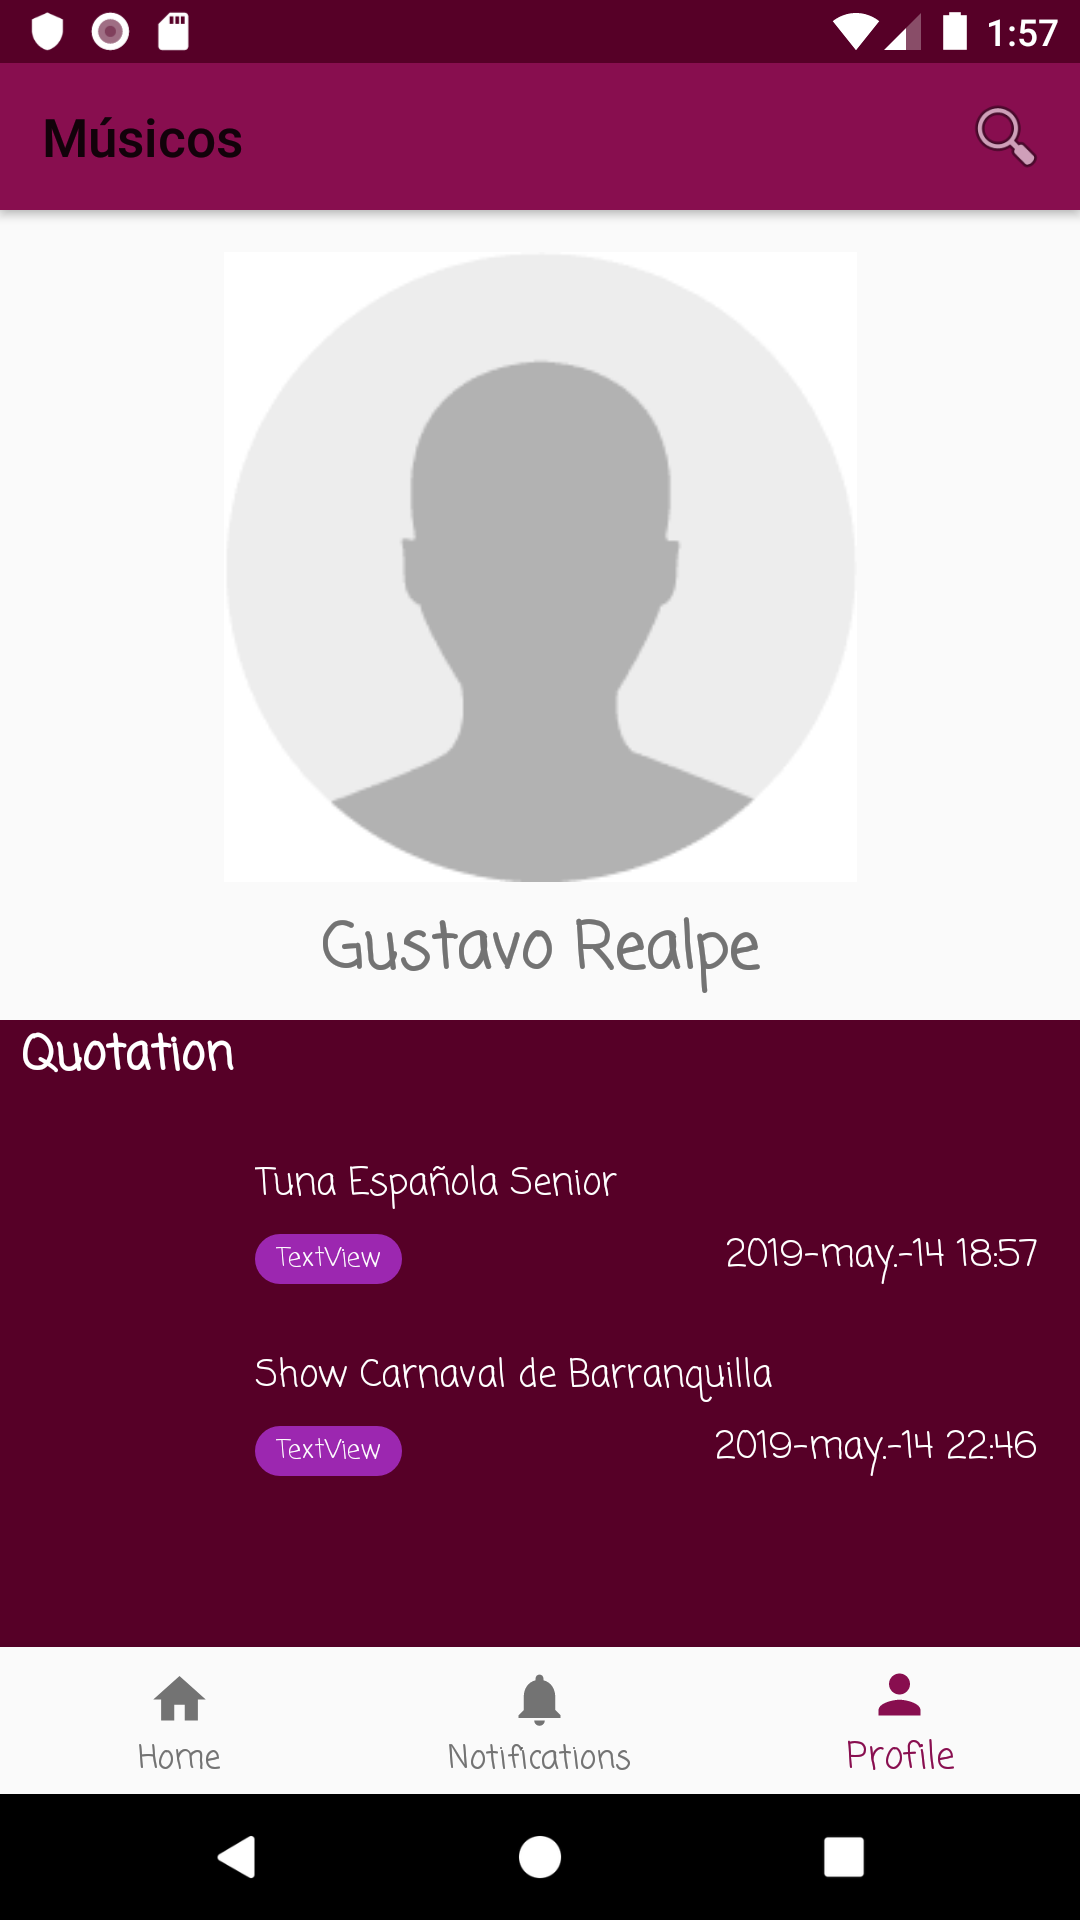 1:57
Músicos
Gustavo Realpe
Quotation
Tuna Española Senior
TextView 2019-may.-14 18:57
Show Carnaval de Barranquilla
TextView 2019-may.-14 22:46
Home Notifications Profile